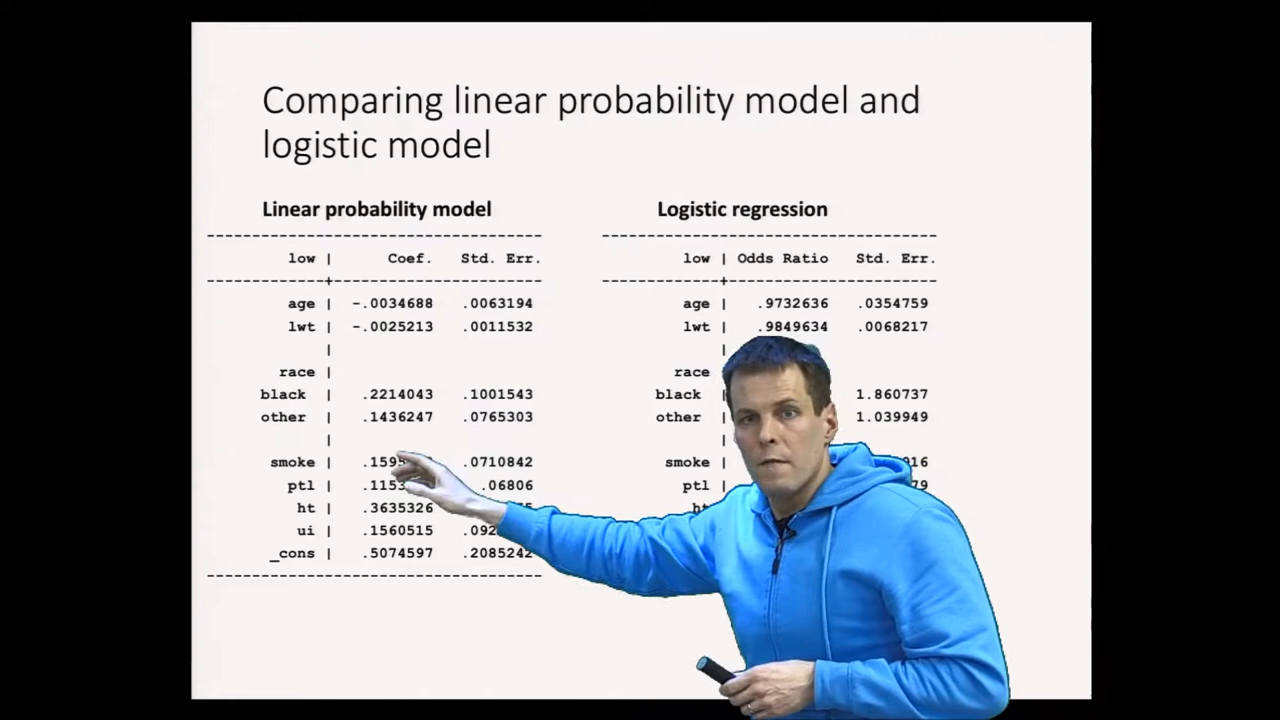 Comparing linear probability model and
logistic model
Linear probability model
low | Coef. Std. Err.
age | -.0034688 .0063194
lwt | -.0025213 .0011532
race |
black | .2214043 .1001543
other | .1436247 .0765303
smoke | .0710842
ptl | .06806
ht | .3635326
ui | .1560515
_cons | .5074597 .2085242
Logistic regression
low | Odds Ratio Std. Err.
age | .9732636 .0354759
lwt | .9849634 .0068217
race
black | 1.860737
other | 1.039949
smoke |
ptl |
ht